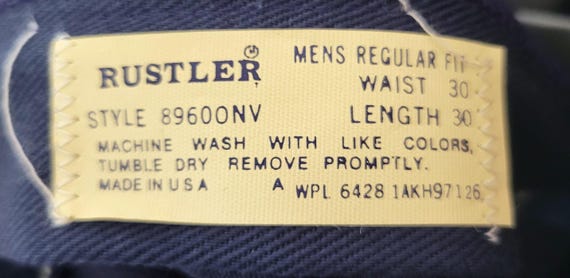 RUSTLER ® MENS REGULAR FIT
WAIST 30
STYLE 89600NV LENGTH 30
MACHINE WASH WITH LIKE COLORS,
TUMBLE DRY REMOVE PROMPTLY.
MADE IN USA A WPL 6428 1AKH97126